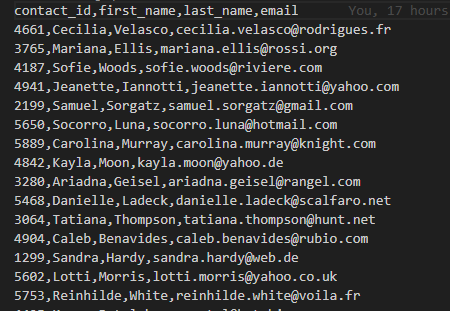 contact_id,first_name,last_name,email You, 17 hours
4661,Cecilia,Velasco,cecilia.velasco@rodrigues.fr
3765,Mariana,Ellis,mariana.ellis@rossi.org
4187,Sofie,Woods,sofie.woods@riviere.com
4941,Jeanette,Iannotti,jeanette.iannotti@yahoo.com
2199,Samuel,Sorgatz,samuel.sorgatz@gmail.com
5650,Socorro,Luna,socorro.luna@hotmail.com
5889,Carolina,Murray,carolina.murray@knight.com
4842,Kayla,Moon,kayla.moon@yahoo.de
3280,Ariadna,Geisel,ariadna.geisel@rangel.com
5468,Danielle,Ladeck,danielle.ladeck@scalfaro.net
3064,Tatiana,Thompson,tatiana.thompson@hunt.net
4904,Caleb,Benavides,caleb.benavides@rubio.com
1299,Sandra,Hardy,sandra.hardy@web.de
5602,Lotti,Morris,lotti.morris@yahoo.co.uk
5753,Reinhilde,White,reinhilde.white@voila.fr